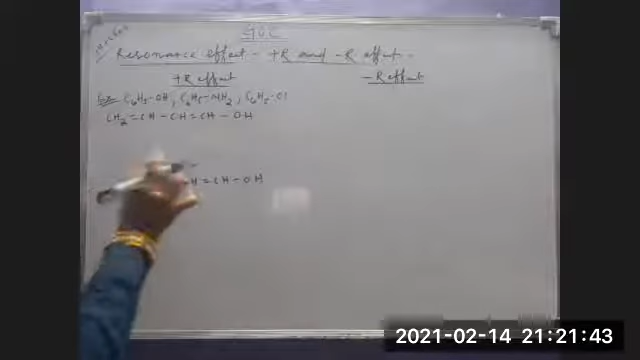 GOC
Resonance effect - +R and -R effect.
+R effect
-R effect
Ex- C6H5-OH, C6H5-NH2, C6H5-Cl
CH2=CH-CH=CH-OH
H=CH-OH
2021-02-14 21:21:43